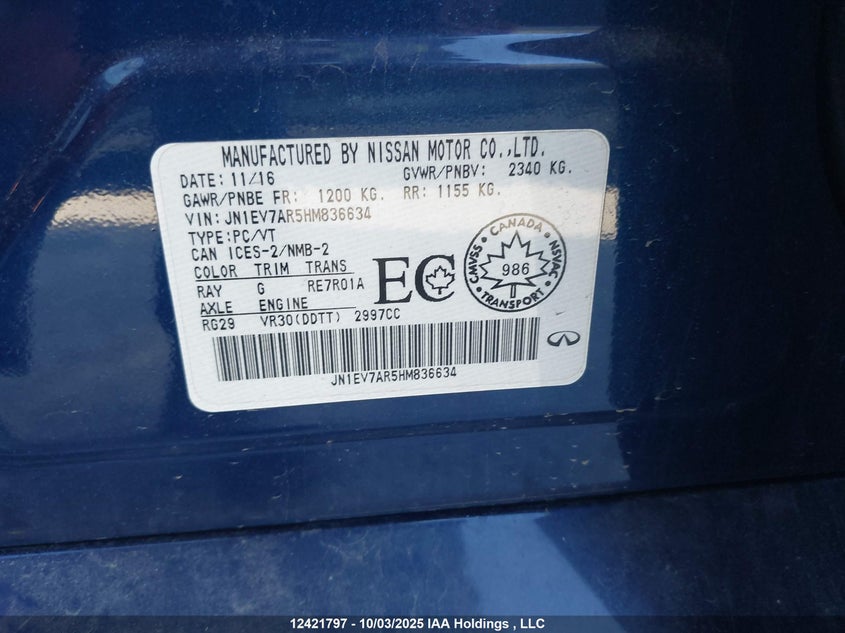 MANUFACTURED BY NISSAN MOTOR CO.,LTD.
DATE: 11/16 GVWR/PNBV: 2340 KG.
GAWR/PNBE FR: 1200 KG. RR: 1155 KG.
VIN: JN1EV7AR5HM836634
TYPE:PC/VT
CAN ICES-2/NMB-2
COLOR TRIM TRANS
RAY G RE7R01A
AXLE ENGINE
RG29 VR30(DDTT) 2997CC
EC
CANADA
CMVSS 986 NSVAC
TRANSPORT
JN1EV7AR5HM836634
12421797 - 10/03/2025 IAA Holdings , LLC